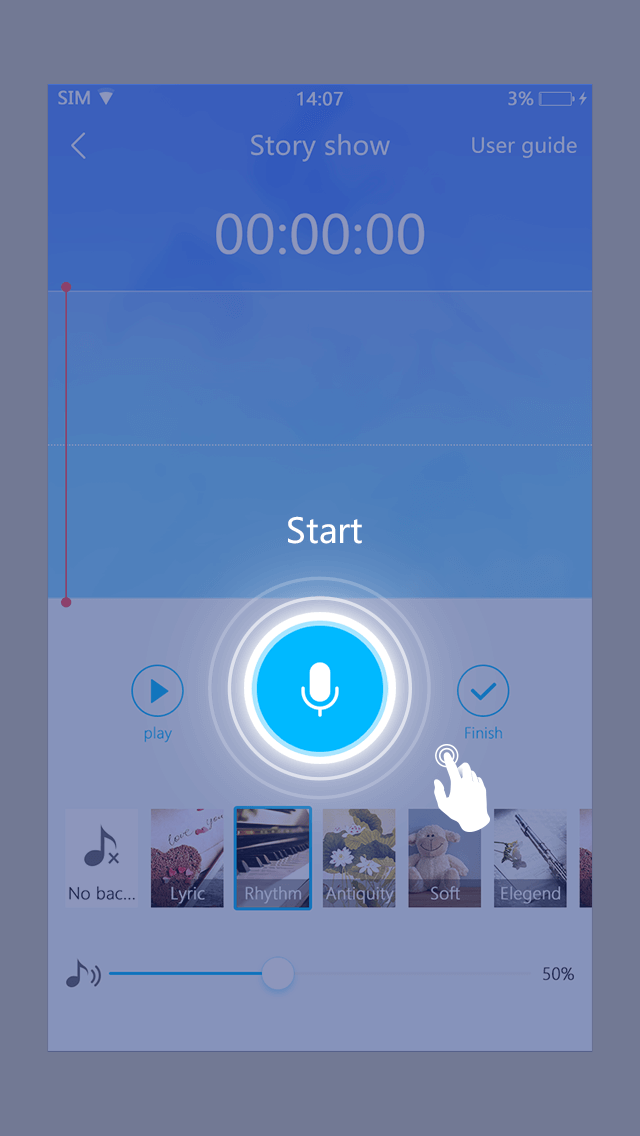 SIM 14:07 3%
Story show User guide
00:00:00
Start
play Finish
love you
No bac... Lyric Rhythm Antiquity Soft Elegend
50%